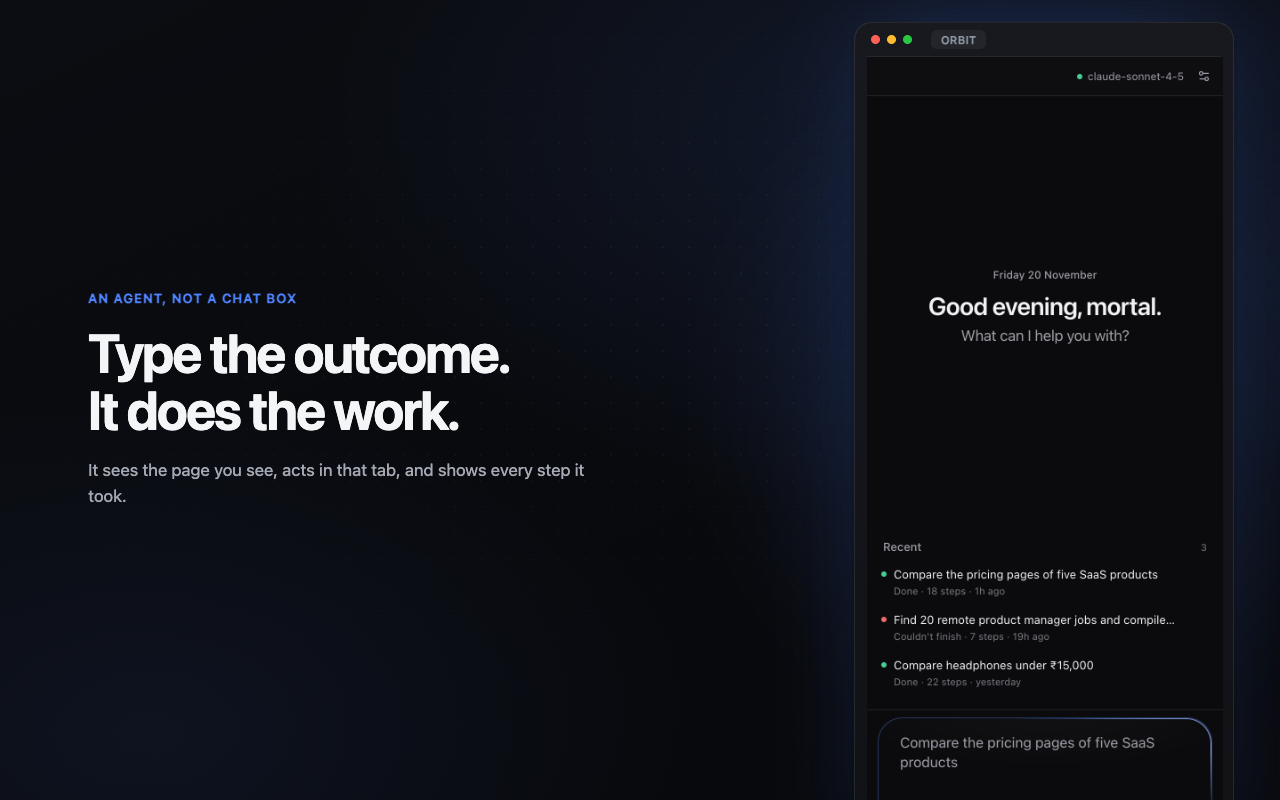 AN AGENT, NOT A CHAT BOX
Type the outcome.
It does the work.
It sees the page you see, acts in that tab, and shows every step it
took.
ORBIT
claude-sonnet-4-5
Friday 20 November
Good evening, mortal.
What can I help you with?
Recent 3
Compare the pricing pages of five SaaS products
Done · 18 steps · 1h ago
Find 20 remote product manager jobs and compile...
Couldn't finish · 7 steps · 19h ago
Compare headphones under ₹15,000
Done · 22 steps · yesterday
Compare the pricing pages of five SaaS
products